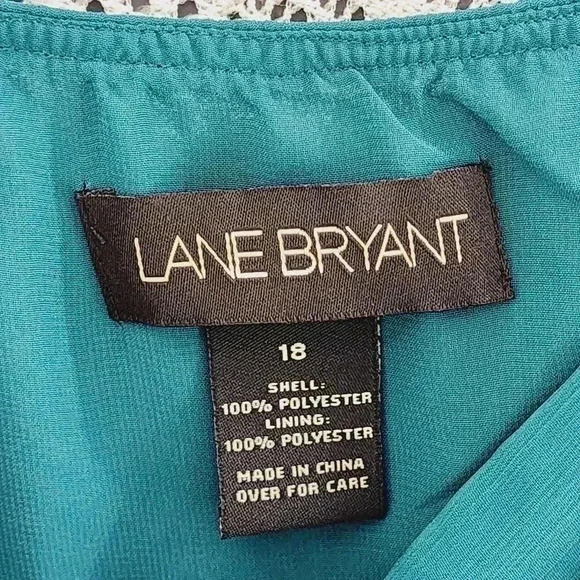 LANE BRYANT
18
SHELL:
100% POLYESTER
LINING:
100% POLYESTER
MADE IN CHINA
OVER FOR CARE